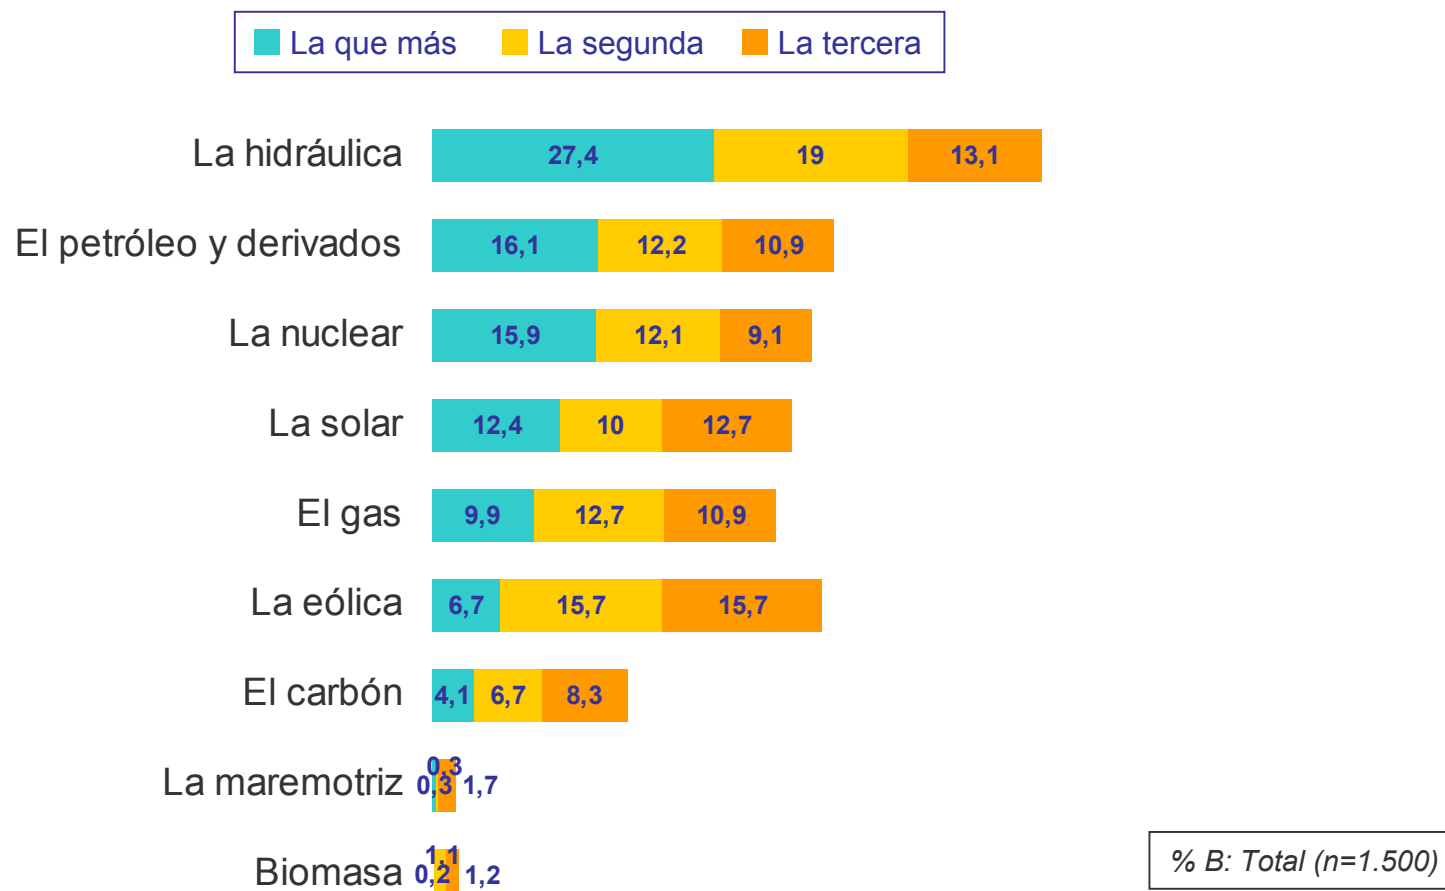 La que más La segunda La tercera
La hidráulica 27,4 19 13,1
El petróleo y derivados 16,1 12,2 10,9
La nuclear 15,9 12,1 9,1
La solar 12,4 10 12,7
El gas 9,9 12,7 10,9
La eólica 6,7 15,7 15,7
El carbón 4,1 6,7 8,3
La maremotriz 0,3 0,3 1,7
Biomasa 0,2 1,1 1,2
% B: Total (n=1.500)